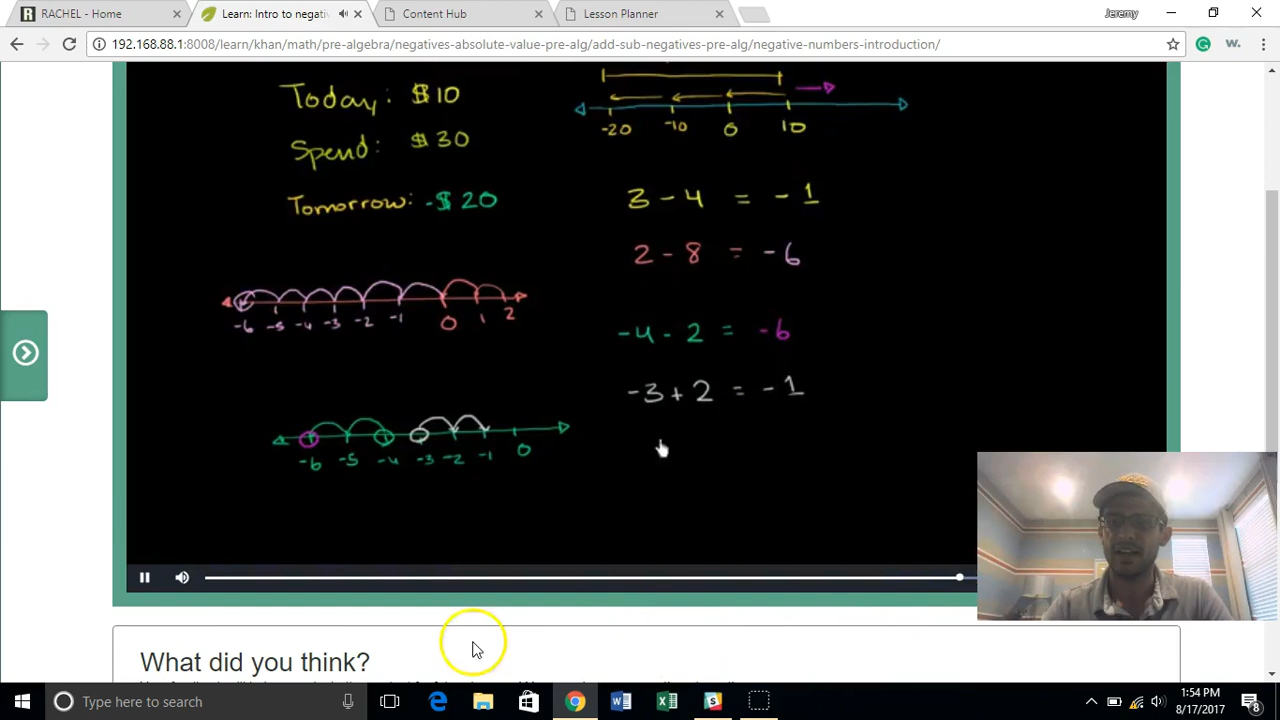 RACHEL - Home
Learn: Intro to negati
Content Hub
Lesson Planner
Jeremy
192.168.88.1:8008/learn/khan/math/pre-algebra/negatives-absolute-value-pre-alg/add-sub-negatives-pre-alg/negative-numbers-introduction/
Today: $10
Spend: $30
Tomorrow: -$20
-20 -10 0 10
3 - 4 = -1
2 - 8 = -6
-6 -5 -4 -3 -2 -1 0 1 2
-4 - 2 = -6
-3 + 2 = -1
-6 -5 -4 -3 -2 -1 0
What did you think?
Type here to search
1:54 PM
8/17/2017
8